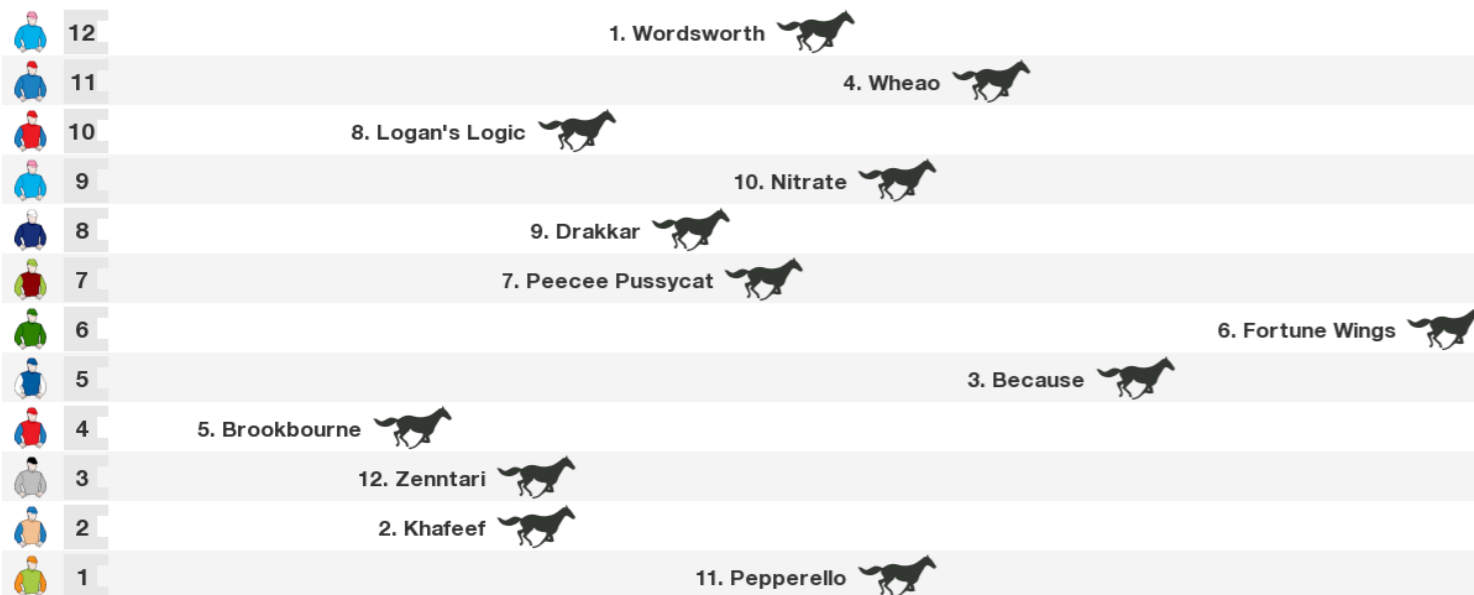 12 1. Wordsworth
11 4. Wheao
10 8. Logan's Logic
9 10. Nitrate
8 9. Drakkar
7 7. Peecee Pussycat
6 6. Fortune Wings
5 3. Because
4 5. Brookbourne
3 12. Zenntari
2 2. Khafeef
1 11. Pepperello